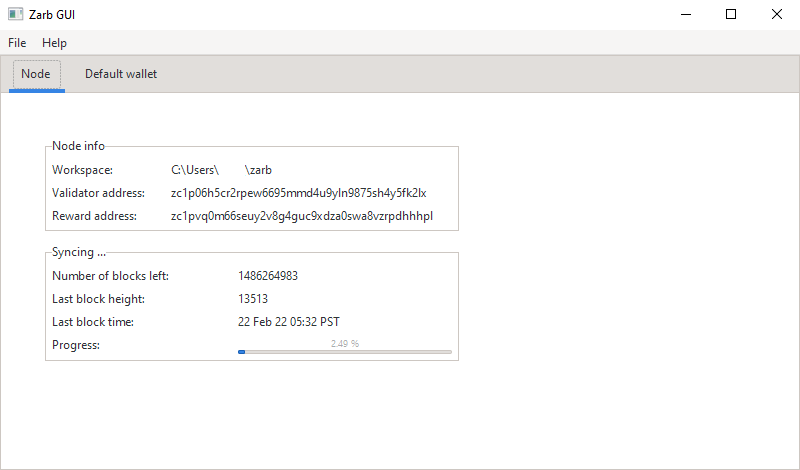 Zarb GUI
File Help
Node Default wallet
Node info
Workspace: C:\Users\ \zarb
Validator address: zc1p06h5cr2rpew6695mmd4u9yln9875sh4y5fk2lx
Reward address: zc1pvq0m66seuy2v8g4guc9xdza0swa8vzrpdhhhpl
Syncing ...
Number of blocks left: 1486264983
Last block height: 13513
Last block time: 22 Feb 22 05:32 PST
Progress: 2.49 %